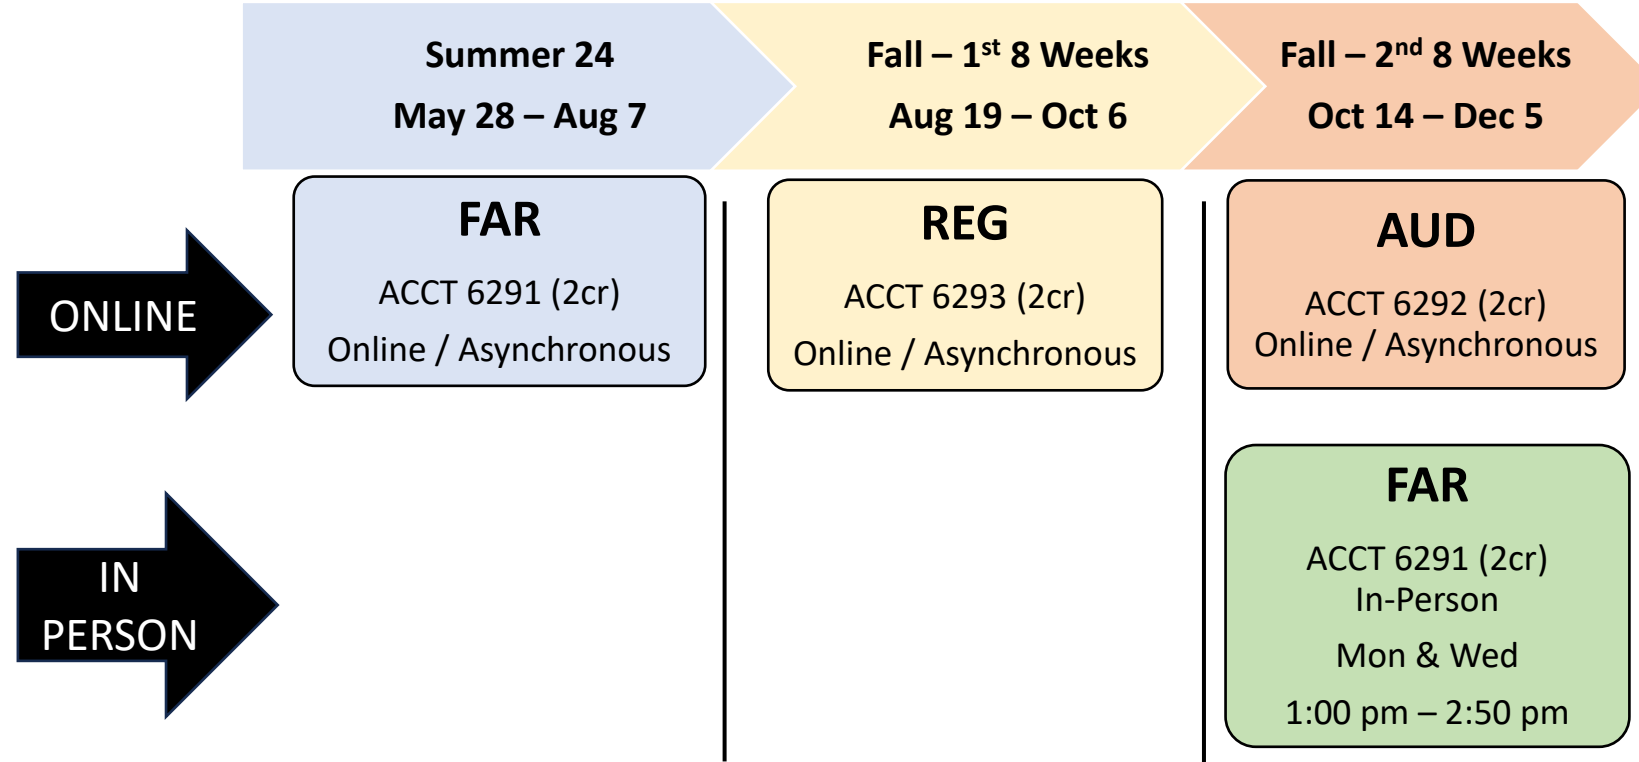 Summer 24
May 28 – Aug 7
Fall – 1st 8 Weeks
Aug 19 – Oct 6
Fall – 2nd 8 Weeks
Oct 14 – Dec 5
ONLINE
FAR
ACCT 6291 (2cr)
Online / Asynchronous
REG
ACCT 6293 (2cr)
Online / Asynchronous
AUD
ACCT 6292 (2cr)
Online / Asynchronous
IN
PERSON
FAR
ACCT 6291 (2cr)
In-Person
Mon & Wed
1:00 pm – 2:50 pm